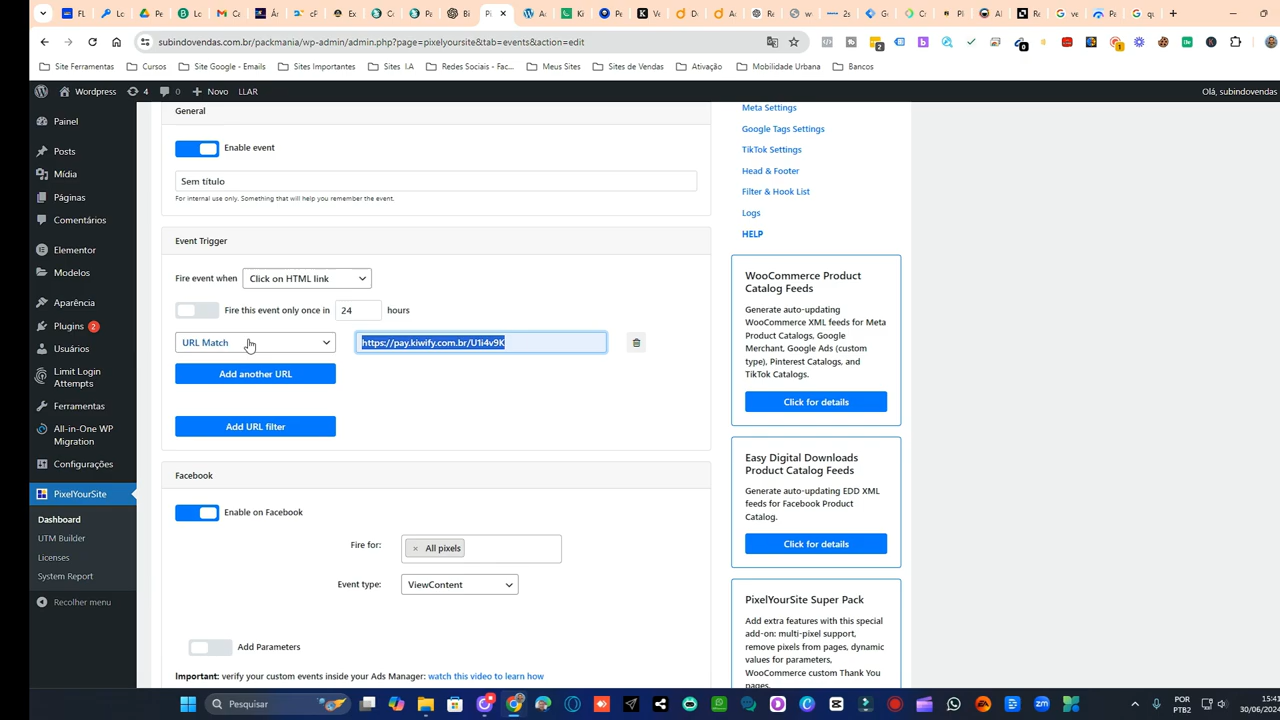 subindovendas.com.br/packmania/wp-admin/admin.php?page=pixelyoursite&tab=events&action=edit
Site Ferramentas
Cursos
Site Google - Emails
Sites Importantes
Sites I.A
Redes Sociais - Fac...
Meus Sites
Sites de Vendas
Ativação
Mobilidade Urbana
Bancos
Wordpress
4
0
Novo
LLAR
Olá, subindovendas
Painel
Posts
Mídia
Páginas
Comentários
Elementor
Modelos
Aparência
Plugins 2
Usuários
Limit Login
Attempts
Ferramentas
All-in-One WP
Migration
Configurações
PixelYourSite
Dashboard
UTM Builder
Licenses
System Report
Recolher menu
General
Enable event
Sem título
For internal use only. Something that will help you remember the event.
Event Trigger
Fire event when Click on HTML link
Fire this event only once in 24 hours
URL Match https://pay.kiwify.com.br/U1i4v9K
Add another URL
Add URL filter
Facebook
Enable on Facebook
Fire for: × All pixels
Event type: ViewContent
Add Parameters
Important: verify your custom events inside your Ads Manager: watch this video to learn how
Meta Settings
Google Tags Settings
TikTok Settings
Head & Footer
Filter & Hook List
Logs
HELP
WooCommerce Product
Catalog Feeds
Generate auto-updating
WooCommerce XML feeds for Meta
Product Catalogs, Google
Merchant, Google Ads (custom
type), Pinterest Catalogs, and
TikTok Catalogs.
Click for details
Easy Digital Downloads
Product Catalog Feeds
Generate auto-updating EDD XML
feeds for Facebook Product
Catalog.
Click for details
PixelYourSite Super Pack
Add extra features with this special
add-on: multi-pixel support,
remove pixels from pages, dynamic
values for parameters,
WooCommerce custom Thank You
pages.
Pesquisar
POR
PTB2
15:41
30/06/2024